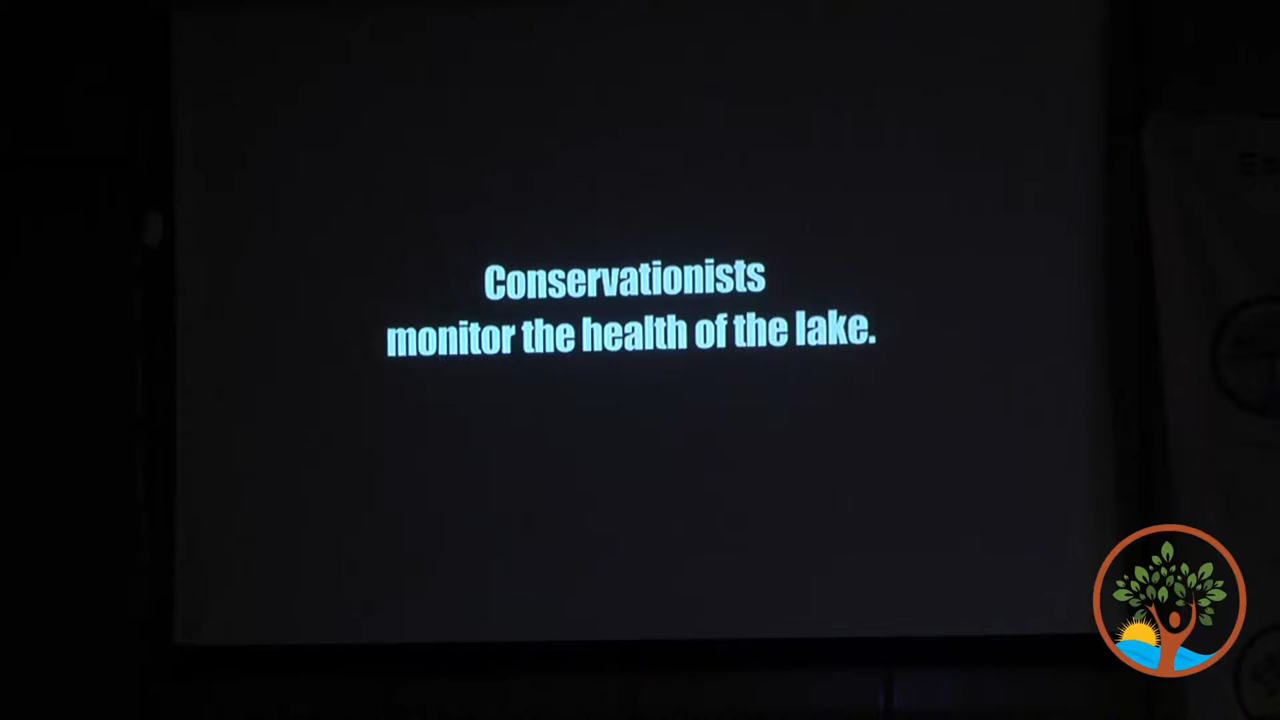 Conservationists
monitor the health of the lake.